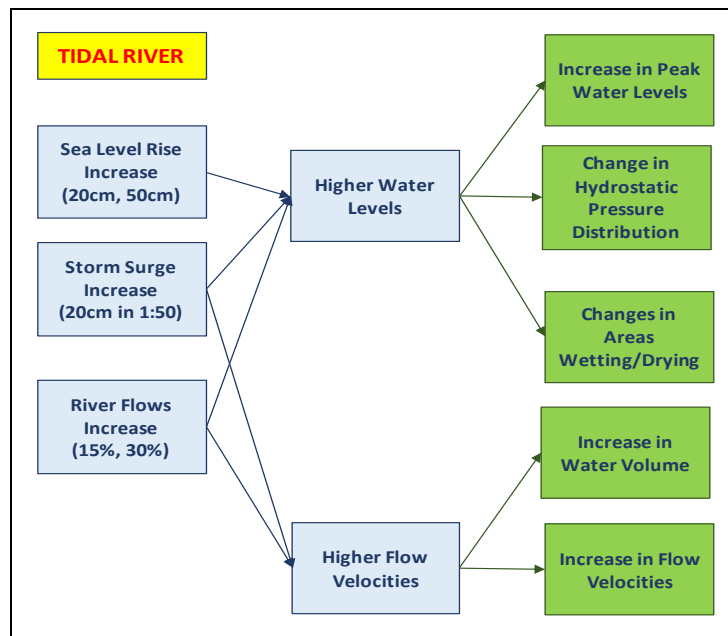 TIDAL RIVER
Sea Level Rise
Increase
(20cm, 50cm)
Storm Surge
Increase
(20cm in 1:50)
River Flows
Increase
(15%, 30%)
Higher Water
Levels
Higher Flow
Velocities
Increase in Peak
Water Levels
Change in
Hydrostatic
Pressure
Distribution
Changes in
Areas
Wetting/Drying
Increase in
Water Volume
Increase in Flow
Velocities